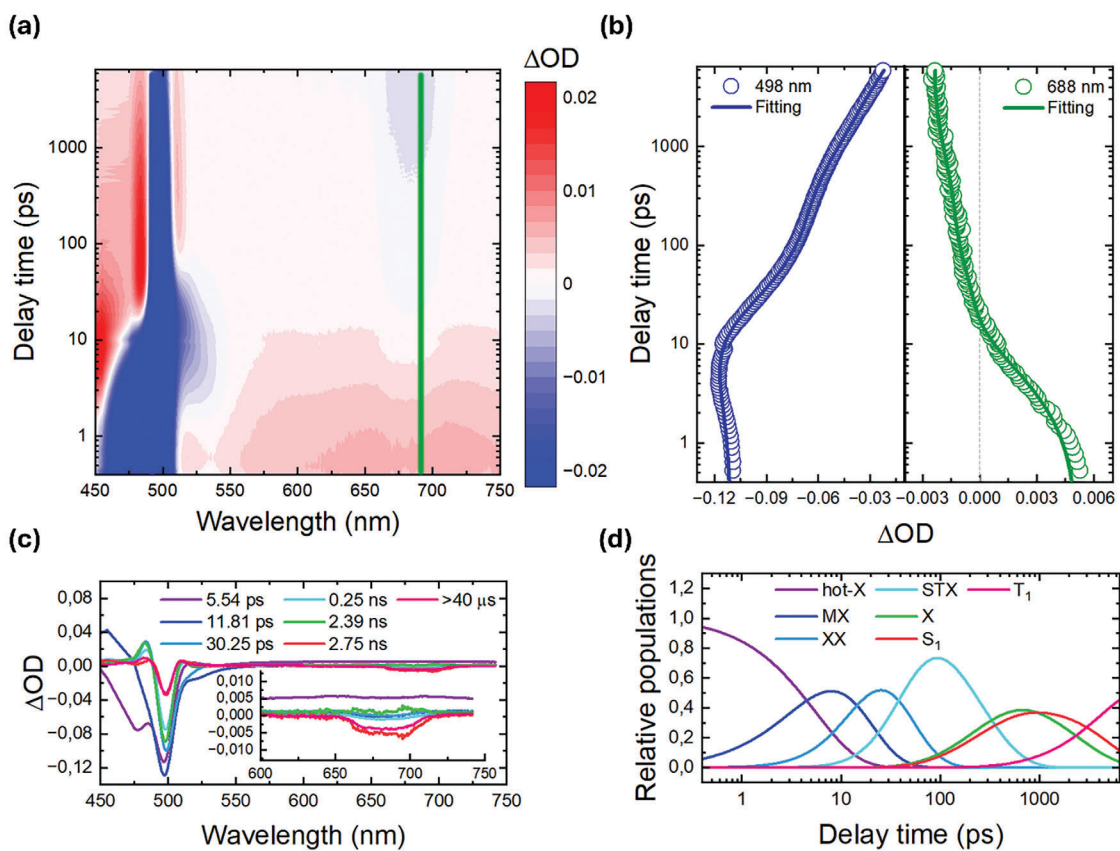 (a)
ΔOD
0.02
0.01
0
−0.01
−0.02
1000
100
10
1
Delay time (ps)
450 500 550 600 650 700 750
Wavelength (nm)
(b)
498 nm
Fitting
688 nm
Fitting
1000
100
10
1
Delay time (ps)
−0.12 −0.09 −0.06 −0.03 −0.003 0.000 0.003 0.006
ΔOD
(c)
5.54 ps 0.25 ns >40 μs
11.81 ps 2.39 ns
30.25 ps 2.75 ns
0,08
0,04
0,00
−0,04
−0,08
−0,12
ΔOD
0,005
0,000
−0,005
−0,010
600 650 700 750
450 500 550 600 650 700 750
Wavelength (nm)
(d)
hot-X STX T₁
MX X
XX S₁
1,2
1,0
0,8
0,6
0,4
0,2
0,0
Relative populations
1 10 100 1000
Delay time (ps)